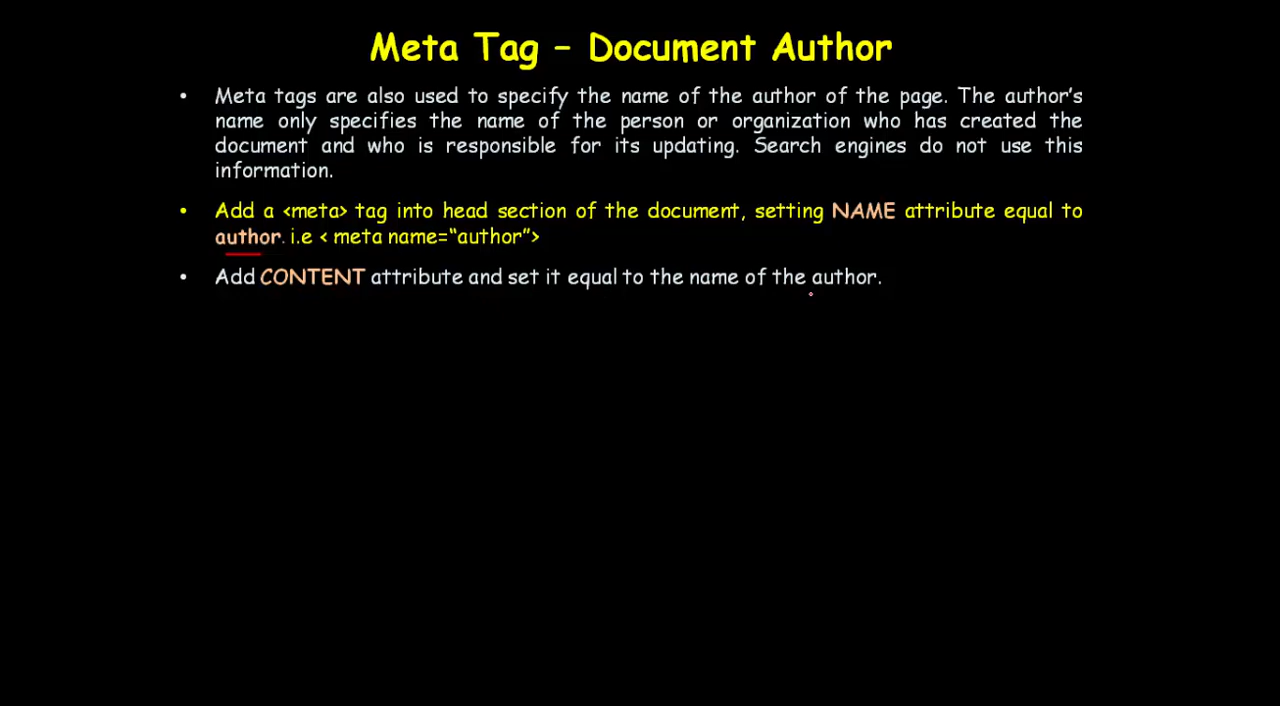 Meta Tag – Document Author
• Meta tags are also used to specify the name of the author of the page. The author's
name only specifies the name of the person or organization who has created the
document and who is responsible for its updating. Search engines do not use this
information.
• Add a <meta> tag into head section of the document, setting NAME attribute equal to
author. i.e < meta name=“author”>
• Add CONTENT attribute and set it equal to the name of the author.